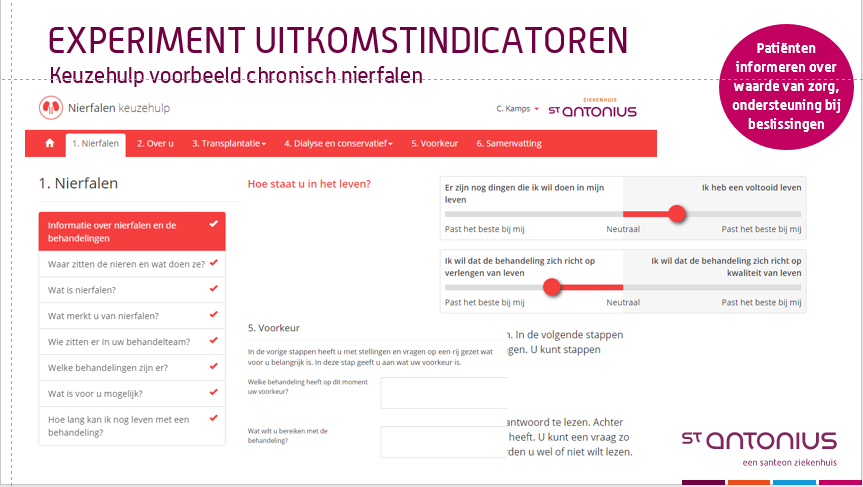 EXPERIMENT UITKOMSTINDICATOREN
Keuzehulp voorbeeld chronisch nierfalen
Patiënten
informeren over
waarde van zorg,
ondersteuning bij
beslissingen
Nierfalen keuzehulp
C. Kamps
ZIEKENHUIS
ST ANTONIUS
1. Nierfalen
2. Over u
3. Transplantatie
4. Dialyse en conservatief
5. Voorkeur
6. Samenvatting
1. Nierfalen
Informatie over nierfalen en de
behandelingen
Waar zitten de nieren en wat doen ze?
Wat is nierfalen?
Wat merkt u van nierfalen?
Wie zitten er in uw behandelteam?
Welke behandelingen zijn er?
Wat is voor u mogelijk?
Hoe lang kan ik nog leven met een
behandeling?
Hoe staat u in het leven?
Er zijn nog dingen die ik wil doen in mijn
leven
Ik heb een voltooid leven
Past het beste bij mij
Neutraal
Past het beste bij mij
Ik wil dat de behandeling zich richt op
verlengen van leven
Ik wil dat de behandeling zich richt op
kwaliteit van leven
Past het beste bij mij
Neutraal
Past het beste bij mij
5. Voorkeur
In de vorige stappen heeft u met stellingen en vragen op een rij gezet wat
voor u belangrijk is. In deze stap geeft u aan wat uw voorkeur is.
Welke behandeling heeft op dit moment
uw voorkeur?
Wat wilt u bereiken met de
behandeling?
n. In de volgende stappen
ngen. U kunt stappen
antwoord te lezen. Achter
heeft. U kunt een vraag zo
rden u wel of niet wilt lezen.
ST ANTONIUS
een santeon ziekenhuis